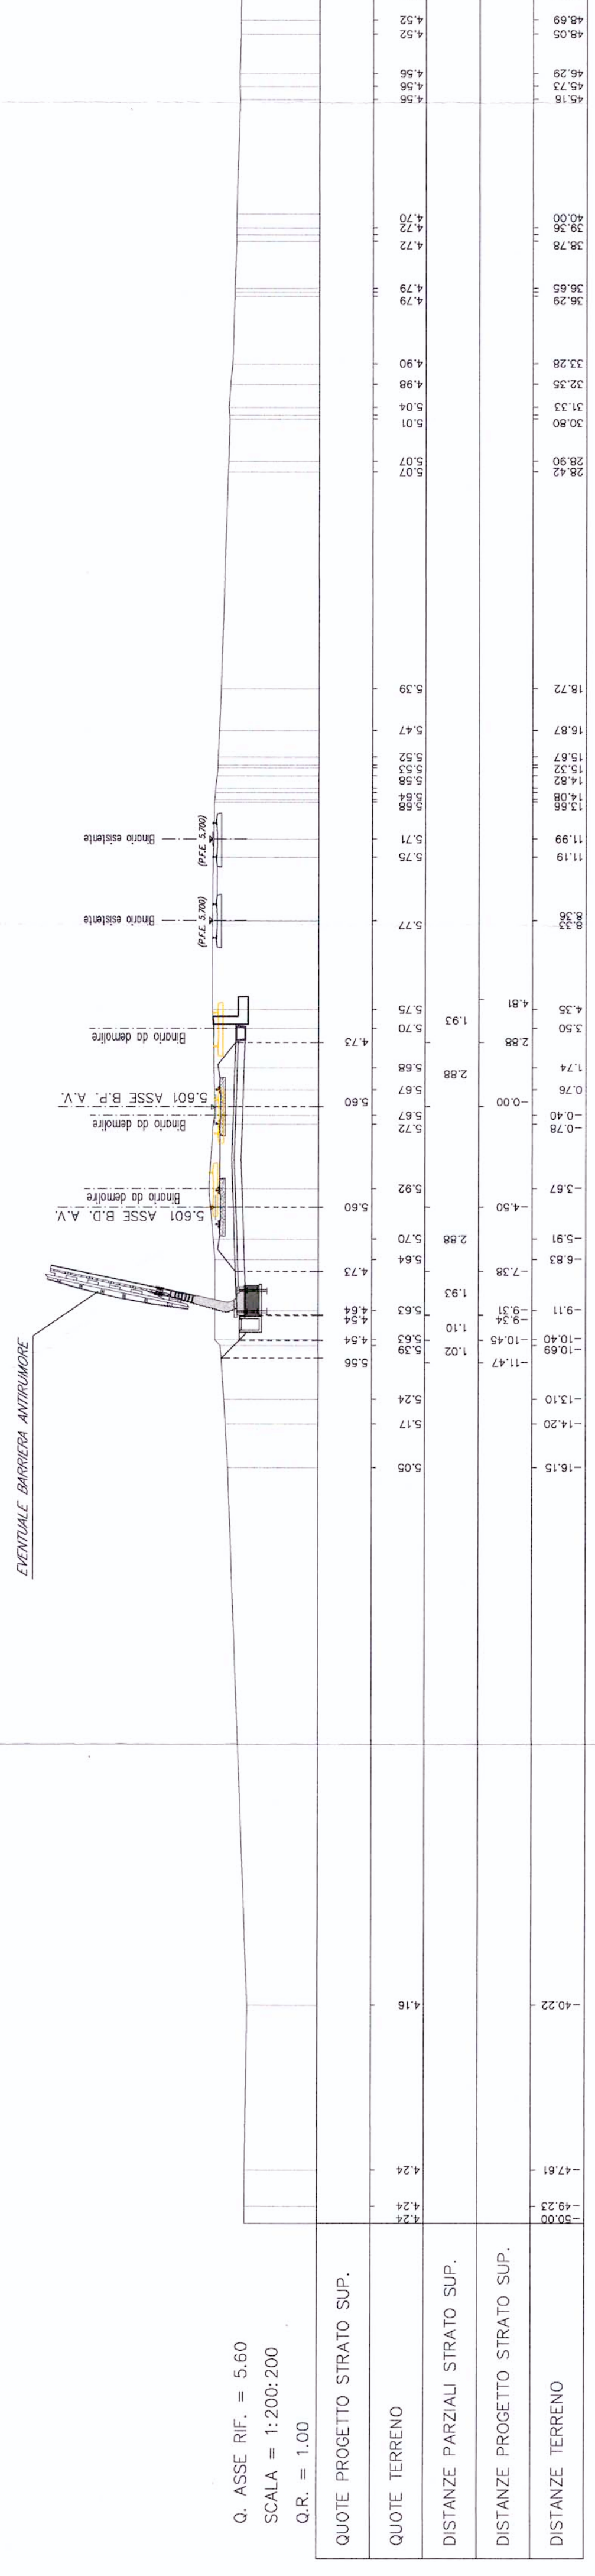 EVENTUALE BARRIERA ANTIRUMORE
5.601 ASSE B.D. A.V.
Binario da demolire
Binario da demolire
5.601 ASSE B.P. A.V.
Binario da demolire
Binario esistente
(P.F.E. 5.700)
Binario esistente
(P.F.E. 5.700)
Q. ASSE RIF. = 5.60
SCALA = 1:200:200
Q.R. = 1.00
QUOTE PROGETTO STRATO SUP. 5.56 4.54 4.54 4.64 4.73 5.60 5.60 4.73
QUOTE TERRENO 4.24 4.24 4.24 4.16 5.05 5.17 5.24 5.39 5.63 5.63 5.64 5.70 5.92 5.72 5.67 5.67 5.68 5.70 5.75 5.77 5.75 5.71 5.68 5.64 5.58 5.53 5.52 5.47 5.39 5.07 5.07 5.01 5.04 4.98 4.90 4.79 4.79 4.72 4.72 4.70 4.56 4.56 4.56 4.52 4.52
DISTANZE PARZIALI STRATO SUP. 1.02 1.10 1.93 2.88 2.88 1.93
DISTANZE PROGETTO STRATO SUP. -11.47 -10.45 -9.34 -9.31 -7.38 -4.50 -0.00 2.88 4.81
DISTANZE TERRENO -50.00 -49.23 -47.61 -40.22 -16.15 -14.20 -13.10 -10.69 -10.40 -9.11 -6.83 -5.91 -3.67 -0.78 -0.40 0.76 1.74 3.50 4.35 8.33 8.36 11.19 11.99 13.66 14.08 14.82 15.32 15.67 16.87 18.72 28.42 28.90 30.80 31.33 32.35 33.28 36.29 36.65 38.78 39.36 40.00 45.16 45.73 46.29 48.05 48.69